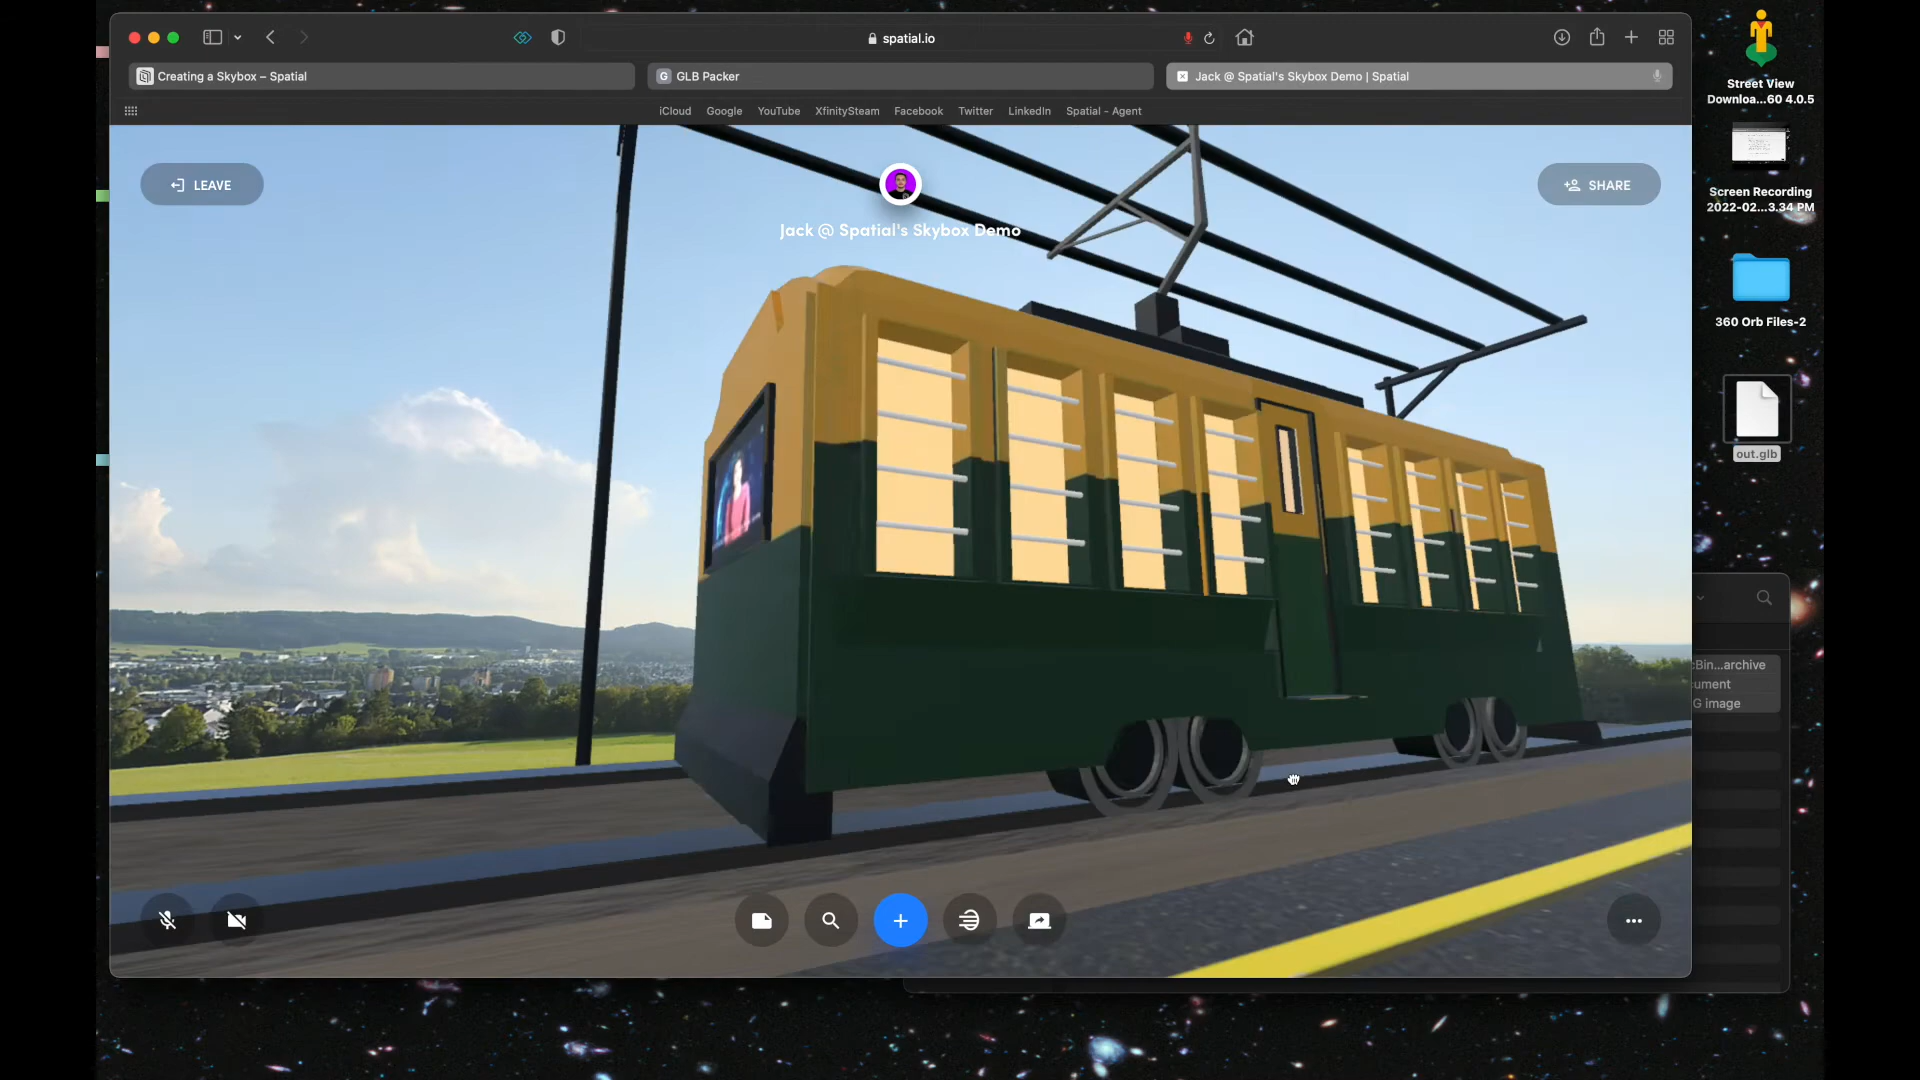 spatial.io
Creating a Skybox – Spatial
G GLB Packer
Jack @ Spatial's Skybox Demo | Spatial
iCloud Google YouTube XfinitySteam Facebook Twitter LinkedIn Spatial - Agent
LEAVE
SHARE
Jack @ Spatial's Skybox Demo
Street View
Downloa...60 4.0.5
Screen Recording
2022-02...3.34 PM
360 Orb Files-2
out.glb
:Bin...archive
cument
G image